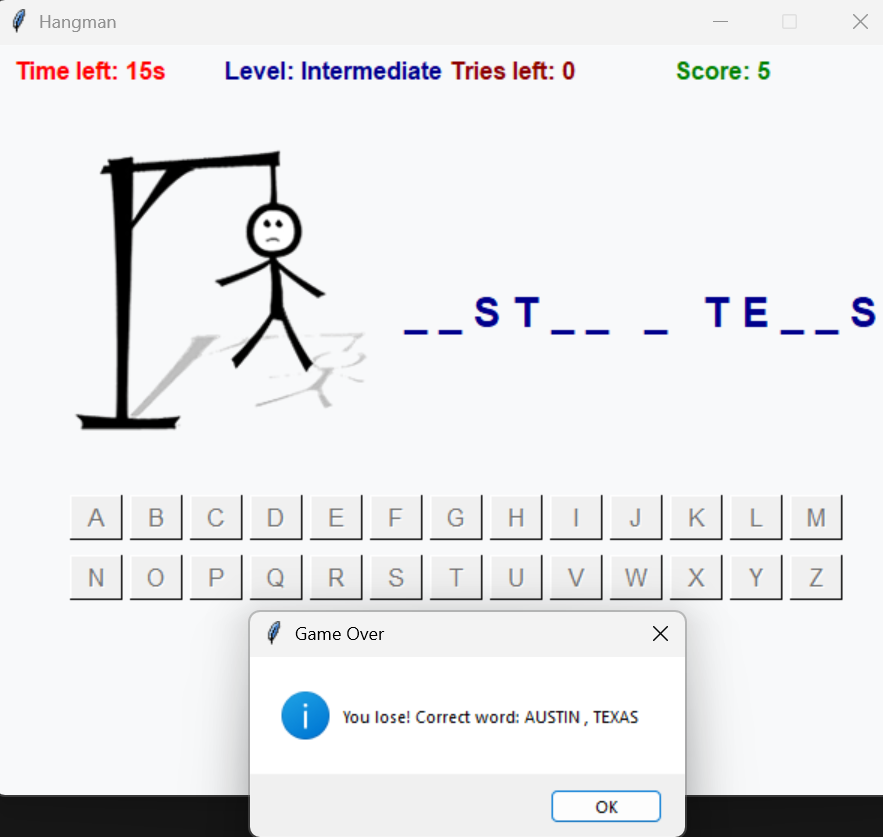 Hangman
Time left: 15s Level: Intermediate Tries left: 0 Score: 5
_ _ S T _ _ _ T E _ _ S
A B C D E F G H I J K L M
N O P Q R S T U V W X Y Z
Game Over
You lose! Correct word: AUSTIN , TEXAS
OK